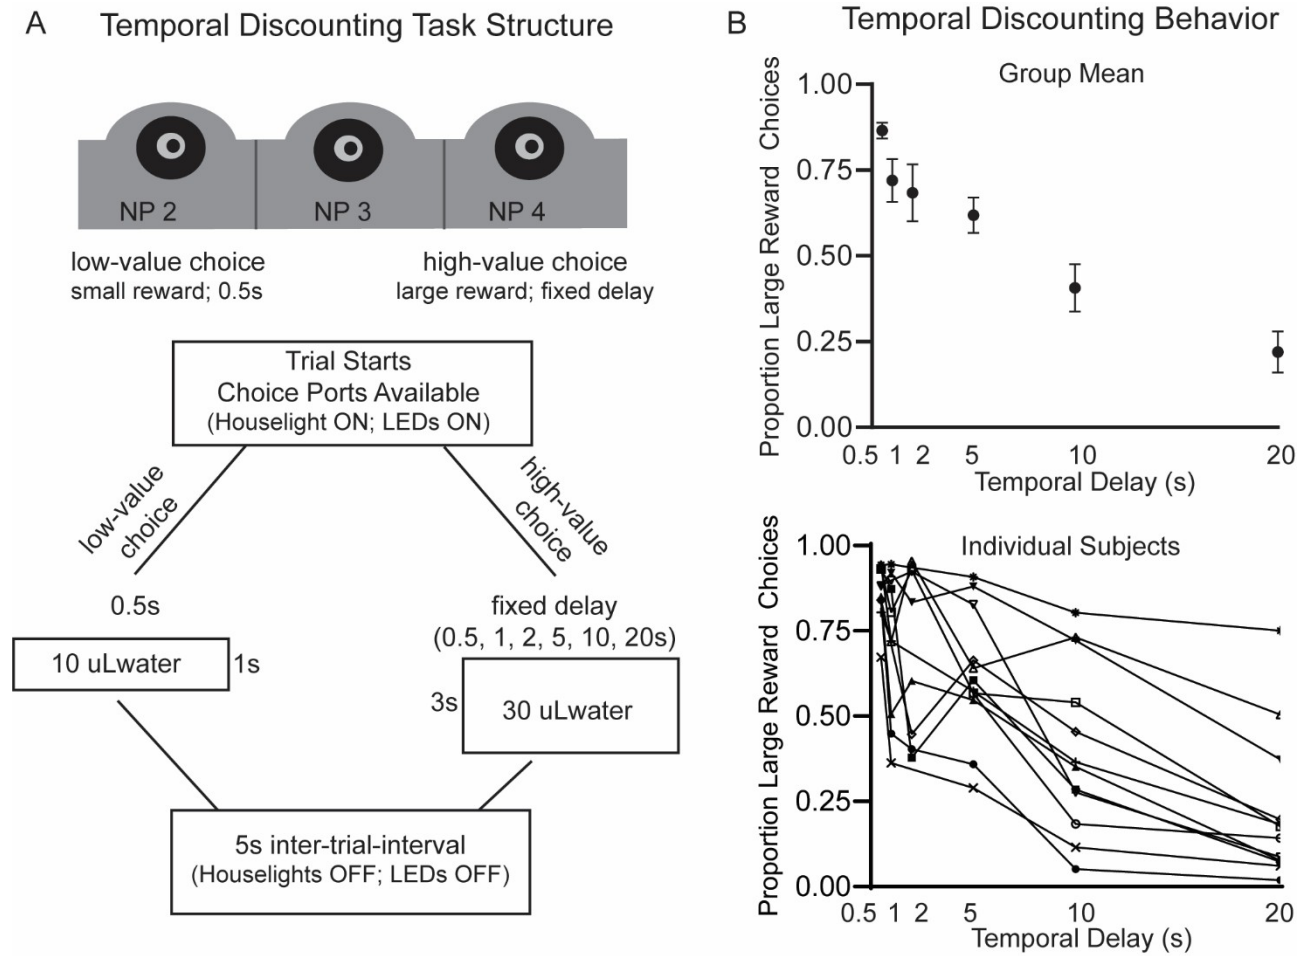 A
Temporal Discounting Task Structure
NP 2
NP 3
NP 4
low-value choice
small reward; 0.5s
high-value choice
large reward; fixed delay
Trial Starts
Choice Ports Available
(Houselight ON; LEDs ON)
low-value
choice
high-value
choice
0.5s
10 uLwater
1s
fixed delay
(0.5, 1, 2, 5, 10, 20s)
3s
30 uLwater
5s inter-trial-interval
(Houselights OFF; LEDs OFF)
B
Temporal Discounting Behavior
Group Mean
Proportion Large Reward Choices
1.00
0.75
0.50
0.25
0.00
0.5 1 2 5 10 20
Temporal Delay (s)
Individual Subjects
Proportion Large Reward Choices
1.00
0.75
0.50
0.25
0.00
0.5 1 2 5 10 20
Temporal Delay (s)